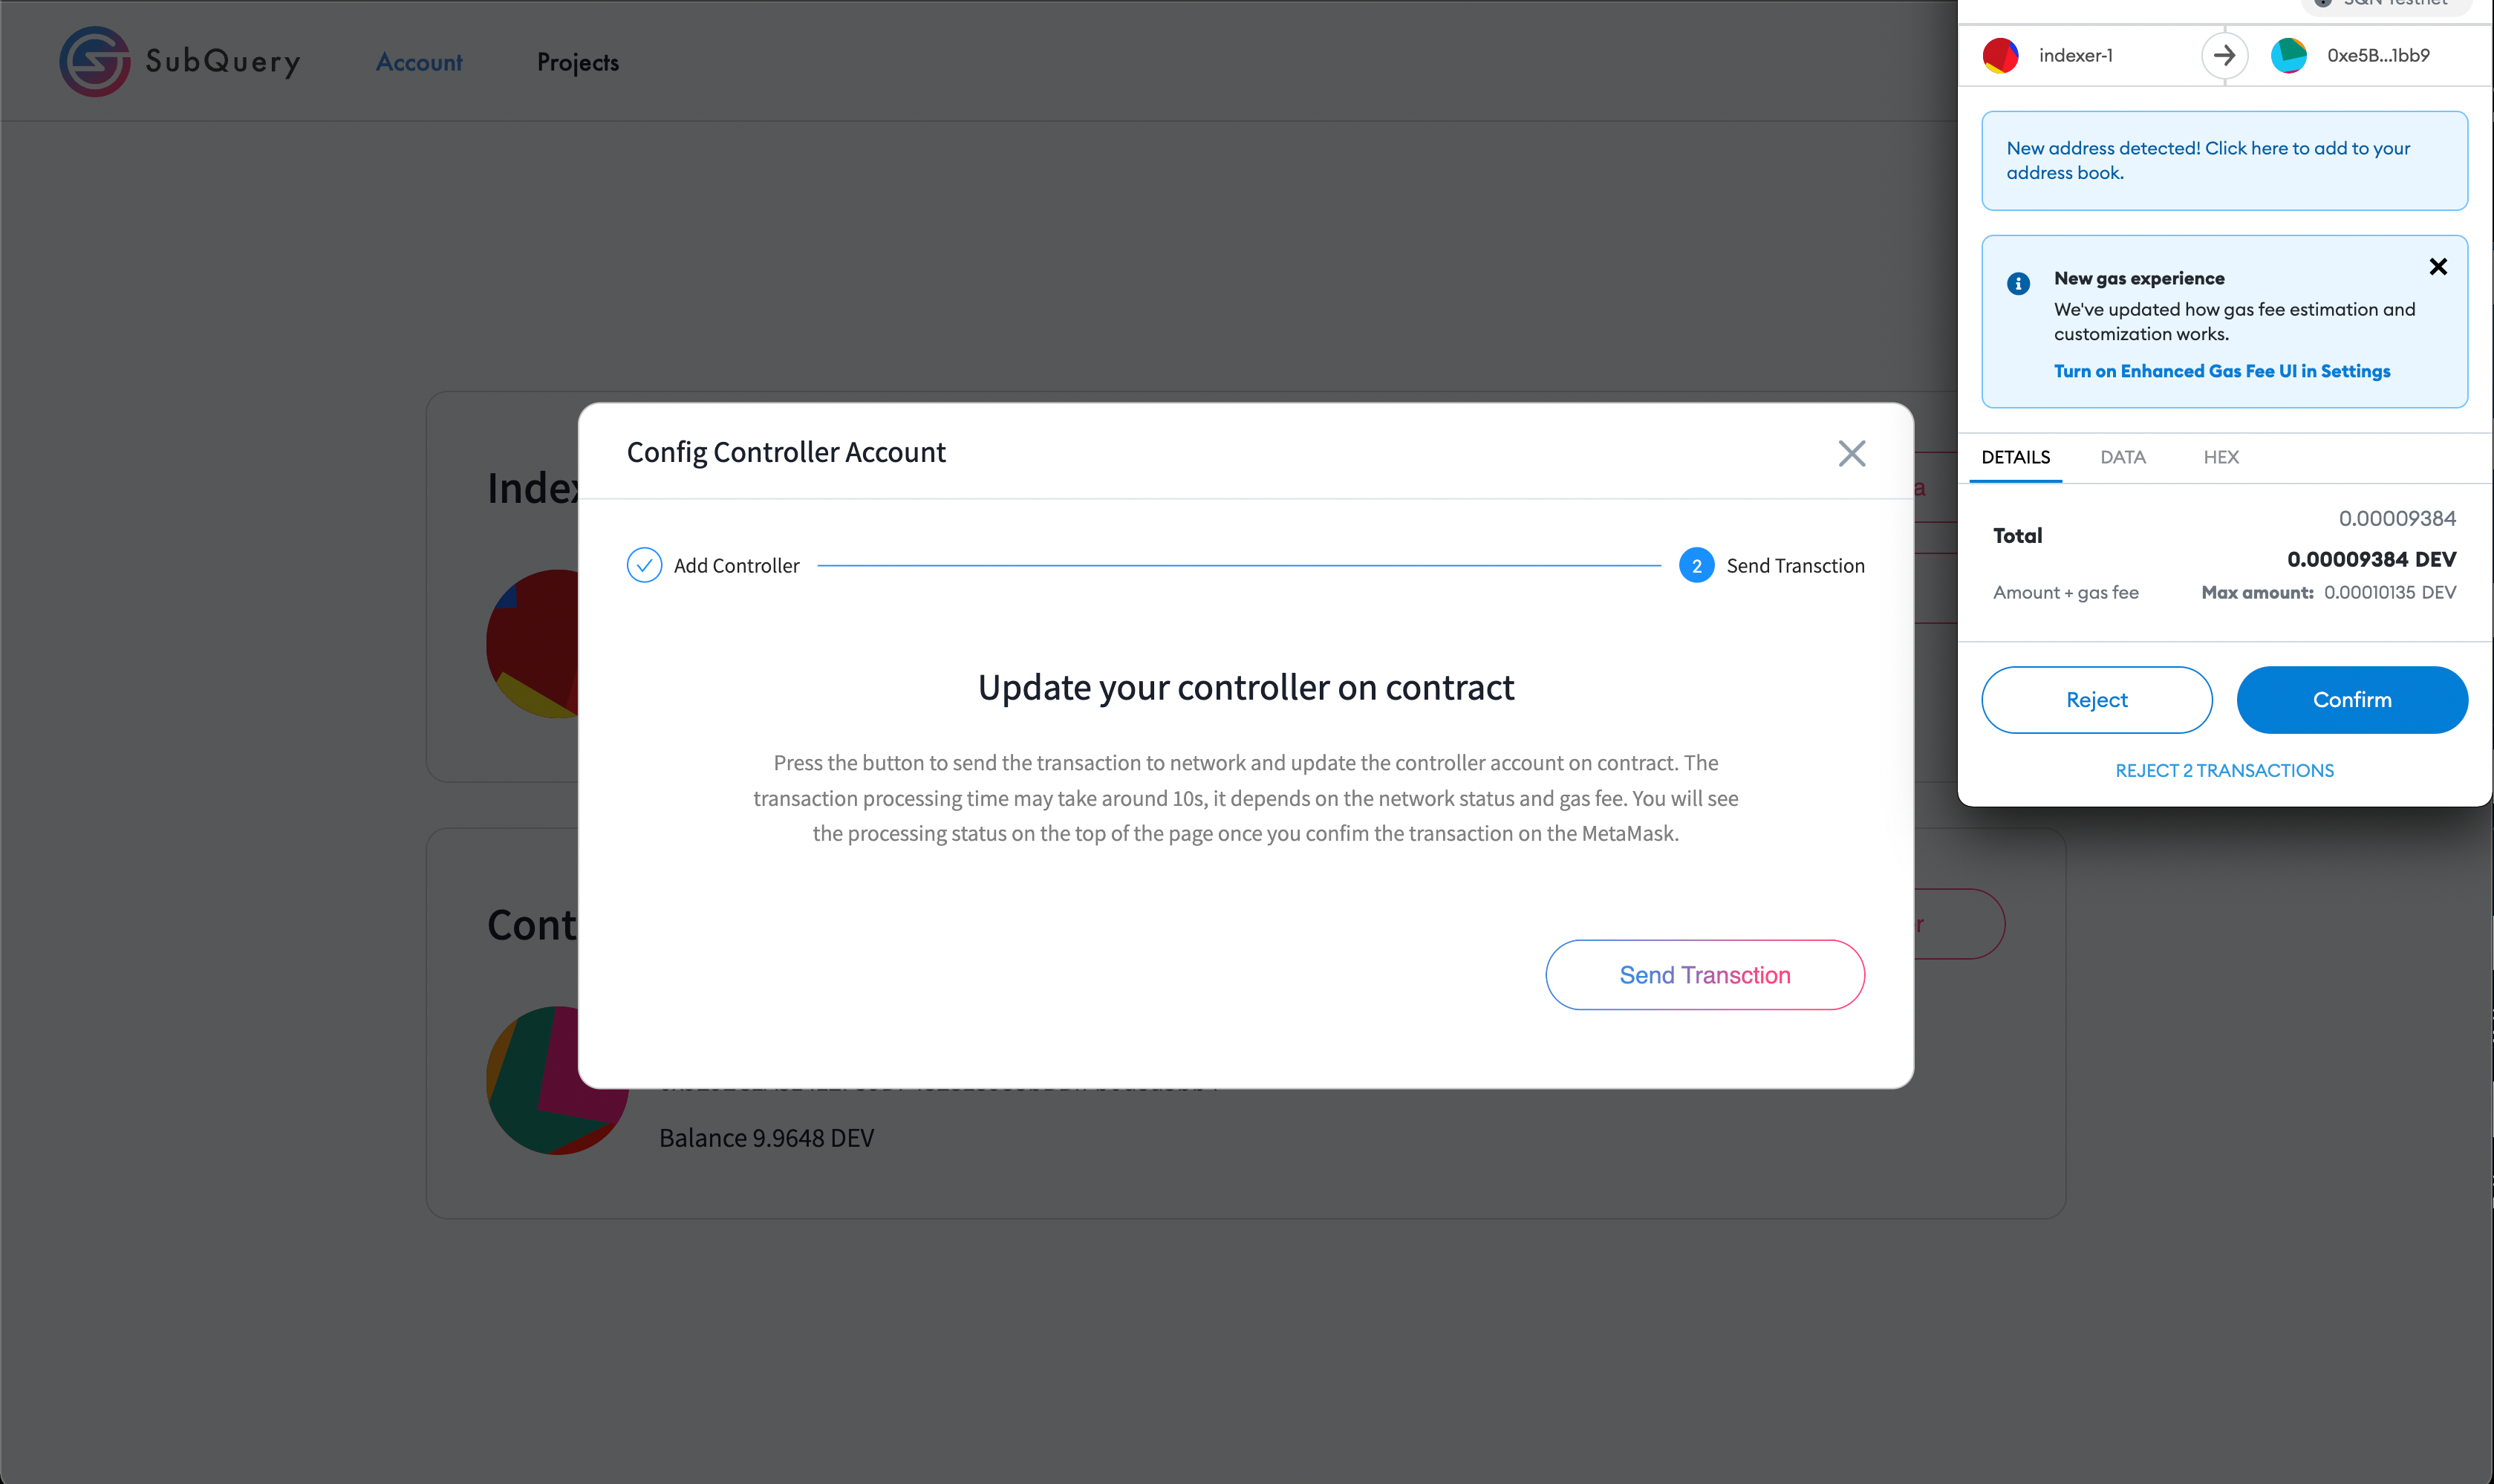 SubQuery
Account
Projects
Config Controller Account
Add Controller
2
Send Transction
Update your controller on contract
Press the button to send the transaction to network and update the controller account on contract. The
transaction processing time may take around 10s, it depends on the network status and gas fee. You will see
the processing status on the top of the page once you confim the transaction on the MetaMask.
Send Transction
Balance 9.9648 DEV
SQN Testnet
indexer-1
0xe5B...1bb9
New address detected! Click here to add to your
address book.
New gas experience
We've updated how gas fee estimation and
customization works.
Turn on Enhanced Gas Fee UI in Settings
DETAILS
DATA
HEX
0.00009384
Total
0.00009384 DEV
Amount + gas fee
Max amount: 0.00010135 DEV
Reject
Confirm
REJECT 2 TRANSACTIONS